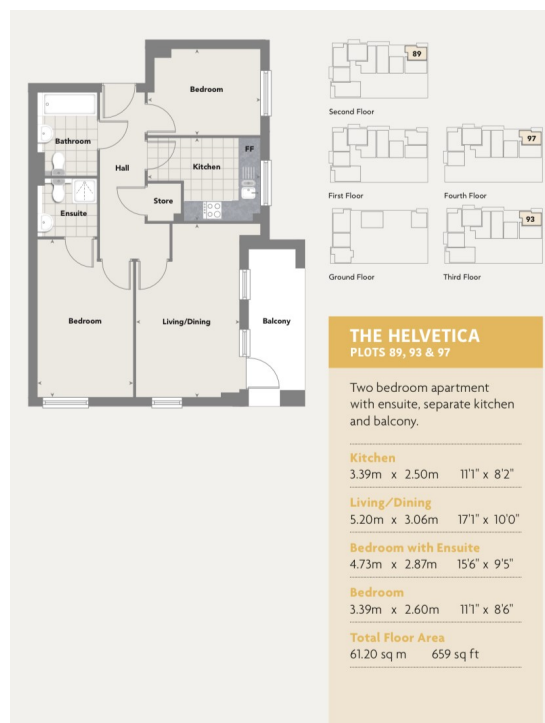 Bedroom
Bathroom
Hall
Kitchen
FF
Store
Ensuite
Bedroom
Living/Dining
Balcony
89
Second Floor
97
First Floor
Fourth Floor
93
Ground Floor
Third Floor
THE HELVETICA
PLOTS 89, 93 & 97
Two bedroom apartment
with ensuite, separate kitchen
and balcony.
Kitchen
3.39m x 2.50m 11'1" x 8'2"
Living/Dining
5.20m x 3.06m 17'1" x 10'0"
Bedroom with Ensuite
4.73m x 2.87m 15'6" x 9'5"
Bedroom
3.39m x 2.60m 11'1" x 8'6"
Total Floor Area
61.20 sq m 659 sq ft